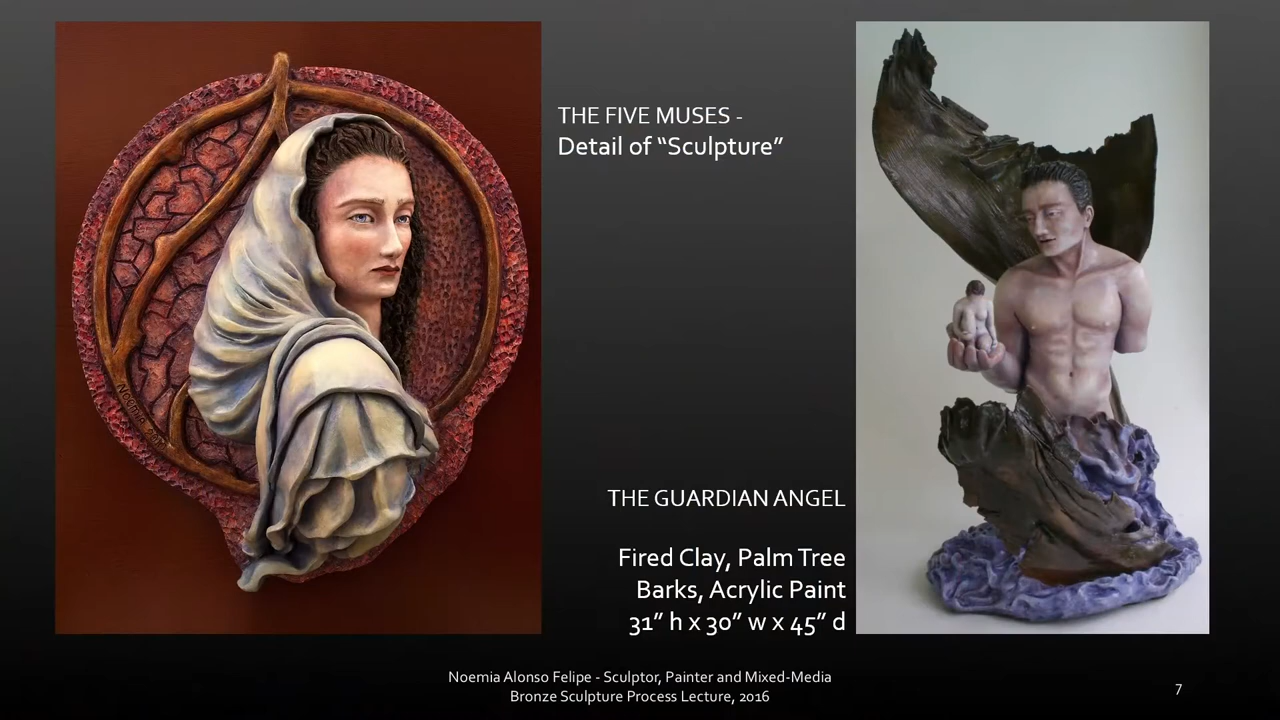 THE FIVE MUSES -
Detail of “Sculpture”
THE GUARDIAN ANGEL
Fired Clay, Palm Tree
Barks, Acrylic Paint
31” h x 30” w x 45” d
Noemia Alonso Felipe - Sculptor, Painter and Mixed-Media
Bronze Sculpture Process Lecture, 2016
7